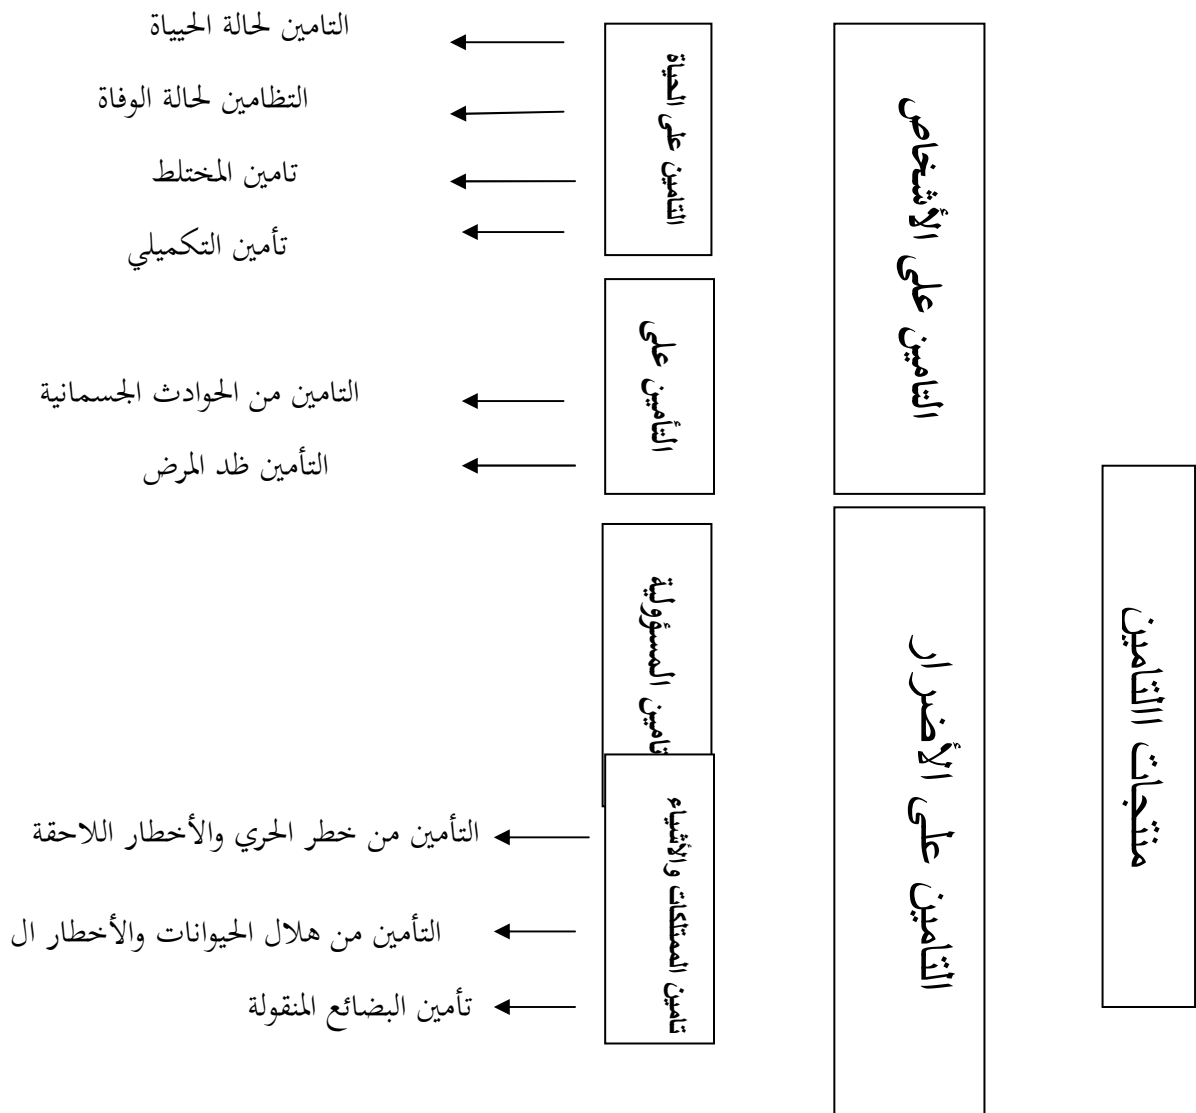 منتجات االتامين
التامين على الأشخاص
التامين على الحياة
التامين لحالة الحيياة
التظامين لحالة الوفاة
تامين المختلط
تأمين التكميلي
التأمين على
التامين من الحوادث الجسمانية
التأمين ظد المرض
التامين على الأضرار
تامين المسؤولية
تامين الممتلكات والأشياء
التأمين من خطر الحري والأخطار اللاحقة
التأمين من هلال الحيوانات والأخطار ال
تأمين البضائع المنقولة